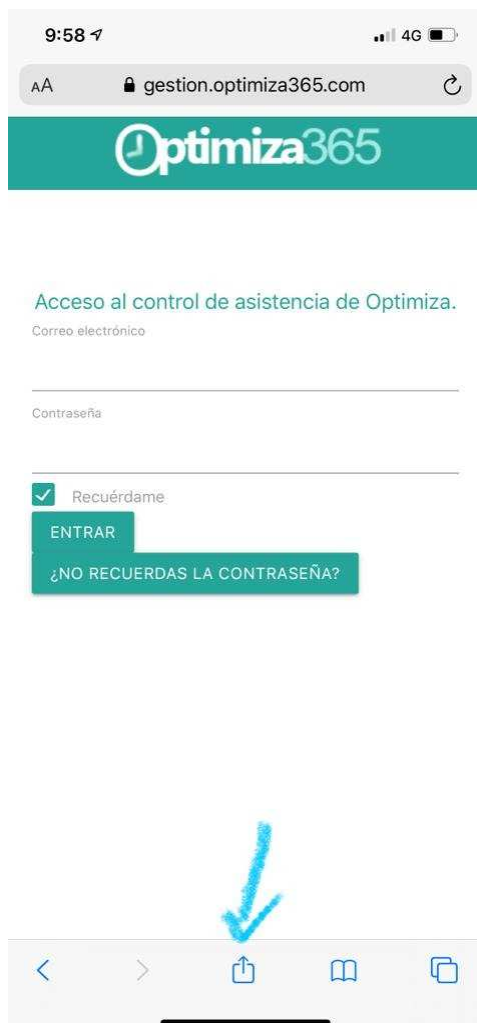 9:58
4G
AA
gestion.optimiza365.com
Optimiza365
Acceso al control de asistencia de Optimiza.
Correo electrónico
Contraseña
Recuérdame
ENTRAR
¿NO RECUERDAS LA CONTRASEÑA?